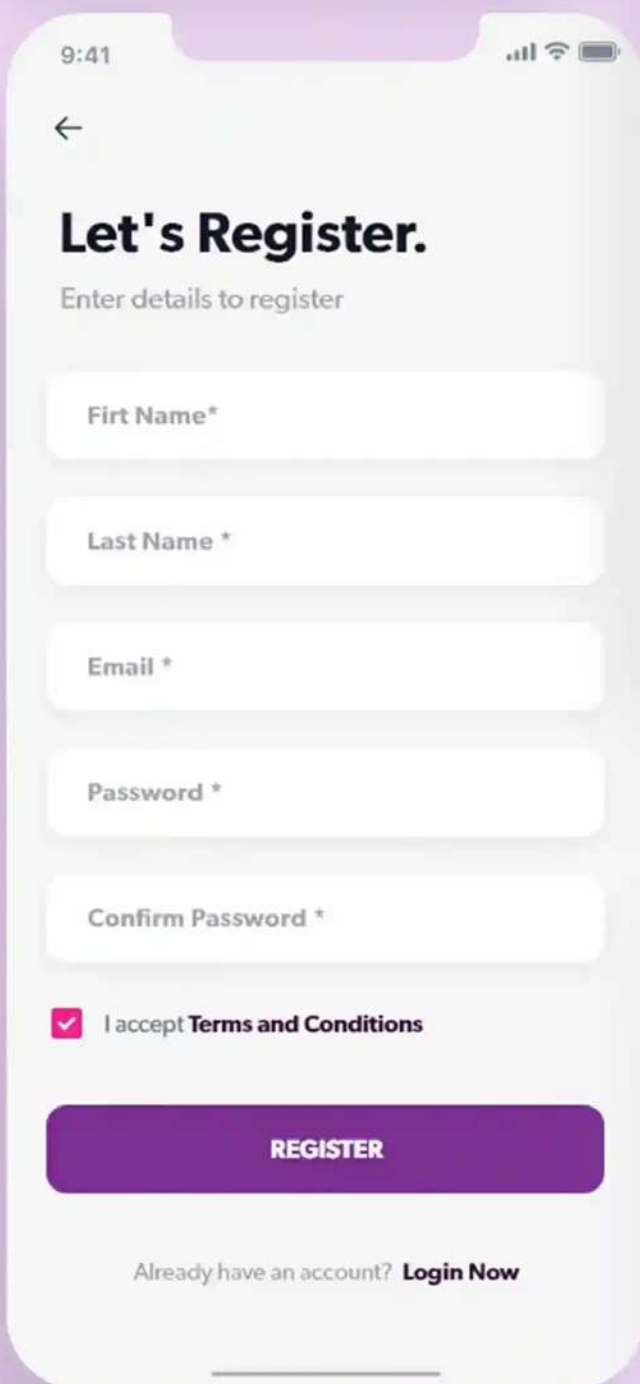 9:41
Let's Register.
Enter details to register
Firt Name*
Last Name *
Email *
Password *
Confirm Password *
I accept Terms and Conditions
REGISTER
Already have an account? Login Now